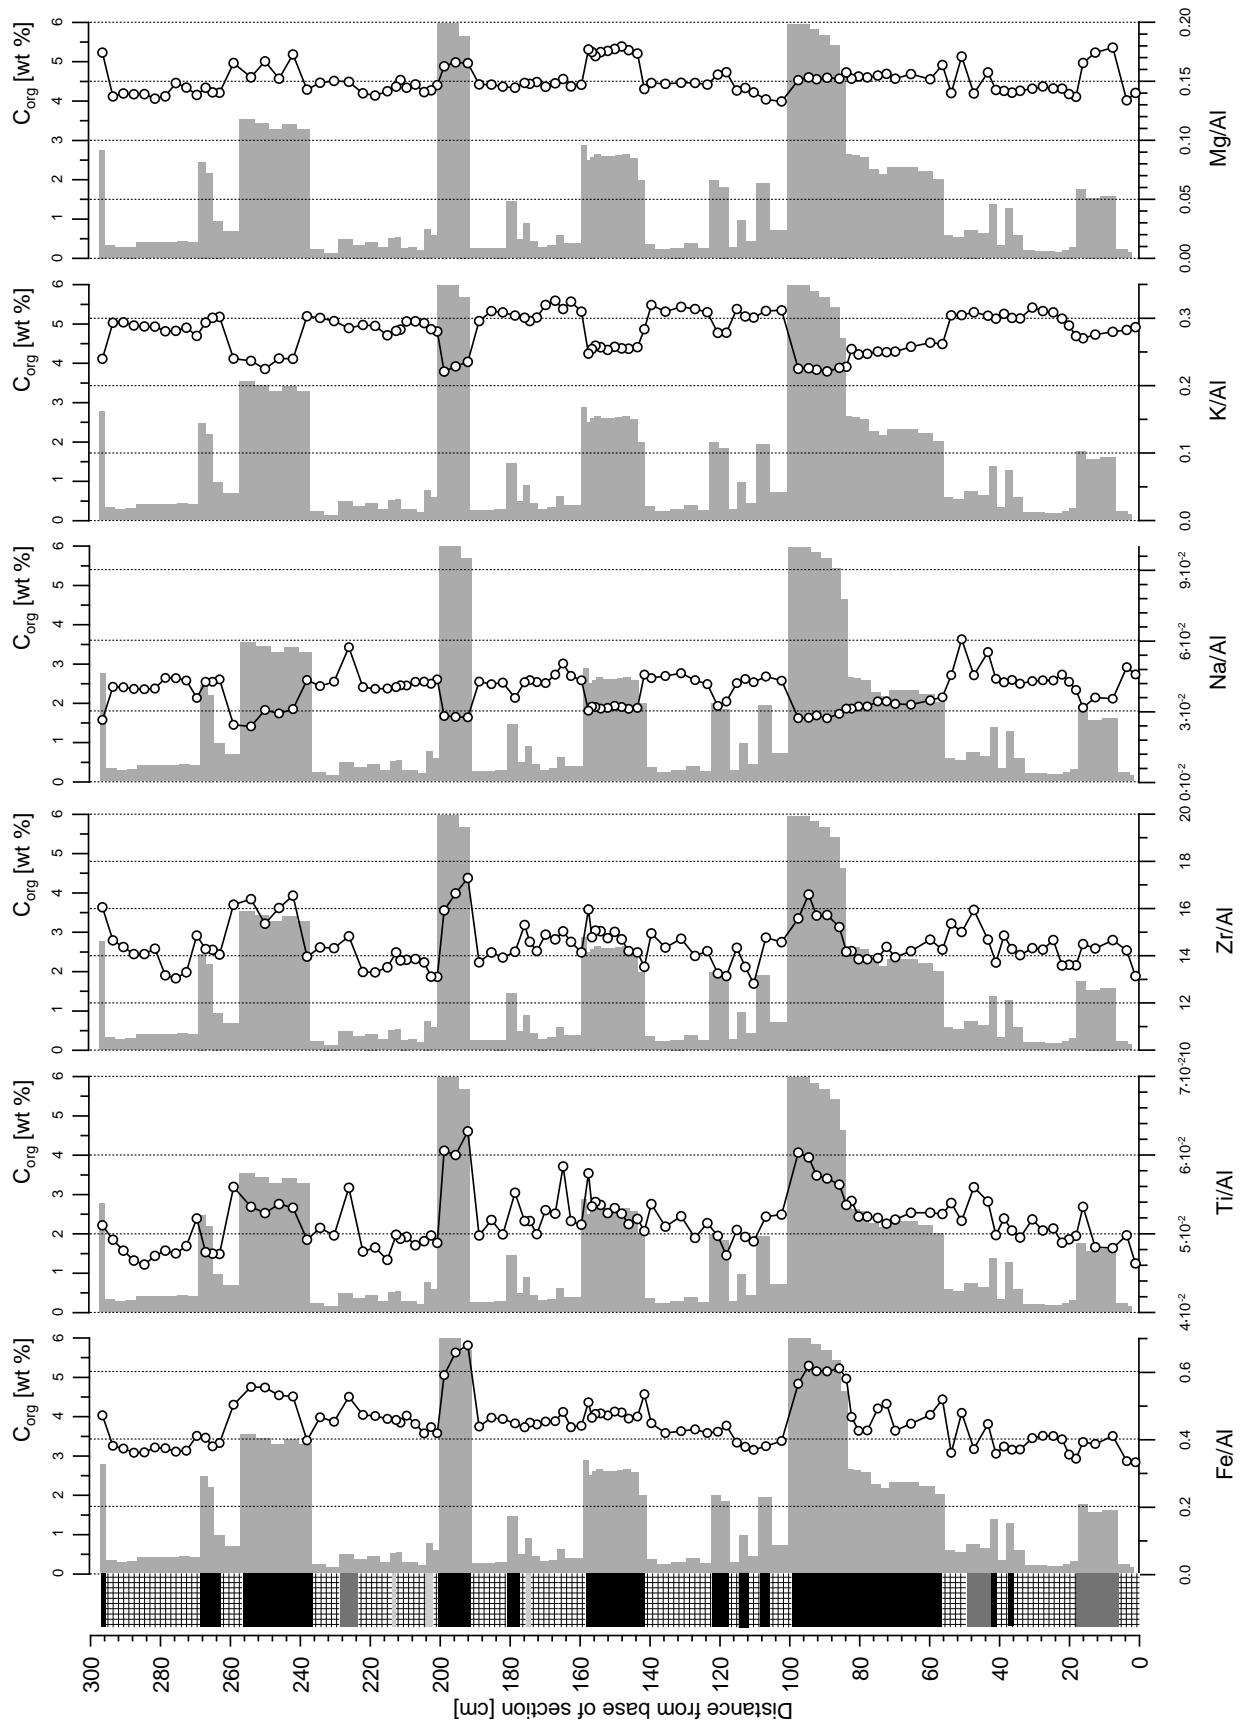 Distance from base of section [cm]
300
280
260
240
220
200
180
160
140
120
100
80
60
40
20
0
C_org [wt %]
0 1 2 3 4 5 6
0.0 0.2 0.4 0.6
Fe/Al
C_org [wt %]
0 1 2 3 4 5 6
4·10⁻² 5·10⁻² 6·10⁻² 7·10⁻²
Ti/Al
C_org [wt %]
0 1 2 3 4 5 6
10 12 14 16 18 20
Zr/Al
C_org [wt %]
0 1 2 3 4 5 6
0·10⁻² 3·10⁻² 6·10⁻² 9·10⁻²
Na/Al
C_org [wt %]
0 1 2 3 4 5 6
0.0 0.1 0.2 0.3
K/Al
C_org [wt %]
0 1 2 3 4 5 6
0.00 0.05 0.10 0.15 0.20
Mg/Al